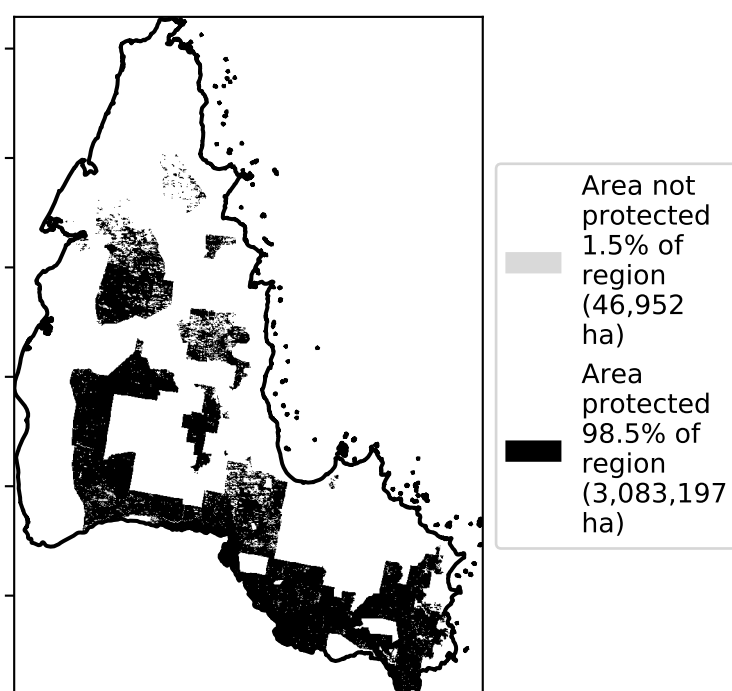 Area not
protected
1.5% of
region
(46,952
ha)
Area
protected
98.5% of
region
(3,083,197
ha)